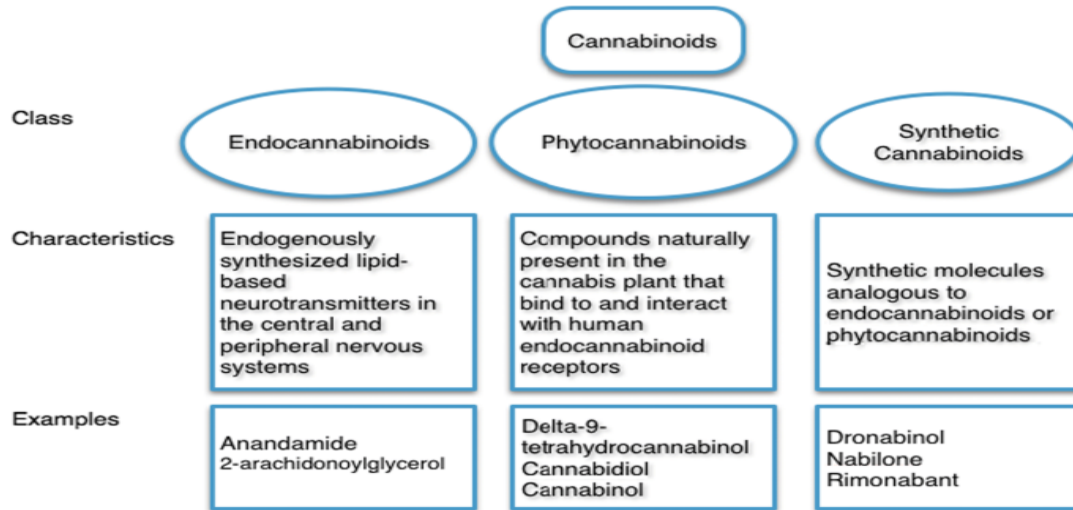 Cannabinoids
Class
Endocannabinoids
Phytocannabinoids
Synthetic
Cannabinoids
Characteristics
Endogenously
synthesized lipid-
based
neurotransmitters in
the central and
peripheral nervous
systems
Compounds naturally
present in the
cannabis plant that
bind to and interact
with human
endocannabinoid
receptors
Synthetic molecules
analogous to
endocannabinoids or
phytocannabinoids
Examples
Anandamide
2-arachidonoylglycerol
Delta-9-
tetrahydrocannabinol
Cannabidiol
Cannabinol
Dronabinol
Nabilone
Rimonabant